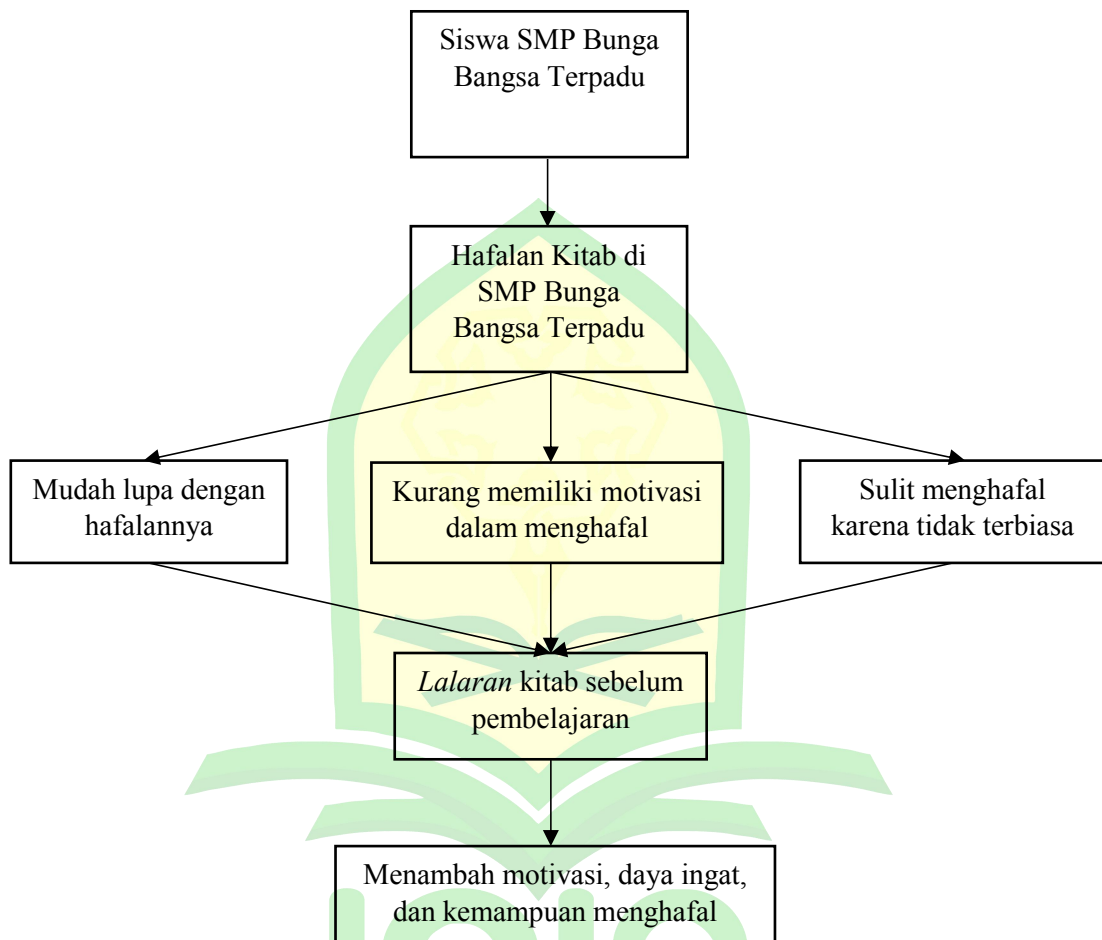 Siswa SMP Bunga
Bangsa Terpadu
Hafalan Kitab di
SMP Bunga
Bangsa Terpadu
Mudah lupa dengan
hafalannya
Kurang memiliki motivasi
dalam menghafal
Sulit menghafal
karena tidak terbiasa
Lalaran kitab sebelum
pembelajaran
Menambah motivasi, daya ingat,
dan kemampuan menghafal